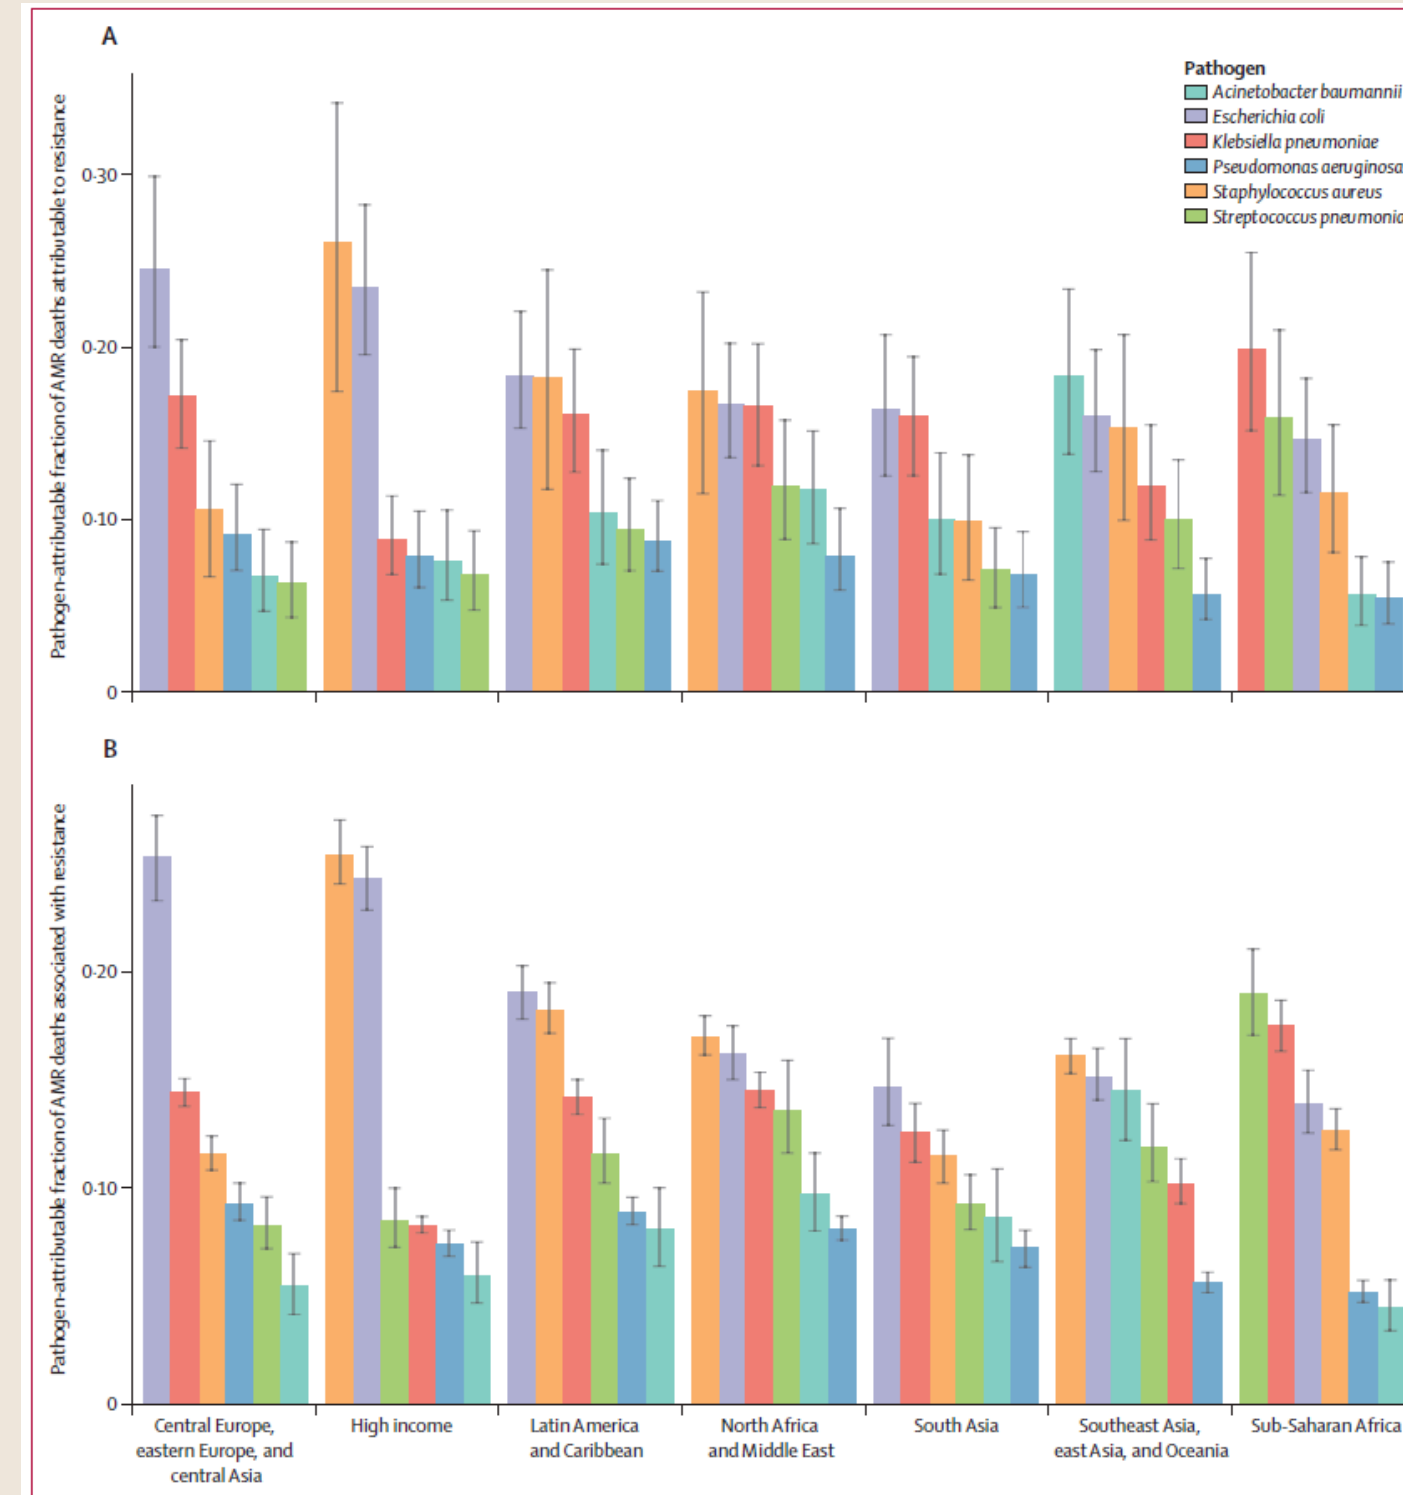 A
Pathogen
Acinetobacter baumannii
Escherichia coli
Klebsiella pneumoniae
Pseudomonas aeruginosa
Staphylococcus aureus
Streptococcus pneumonia
Pathogen-attributable fraction of AMR deaths attributable to resistance
0·30
0·20
0·10
0
B
Pathogen-attributable fraction of AMR deaths associated with resistance
0·20
0·10
0
Central Europe,
eastern Europe, and
central Asia
High income
Latin America
and Caribbean
North Africa
and Middle East
South Asia
Southeast Asia,
east Asia, and Oceania
Sub-Saharan Africa